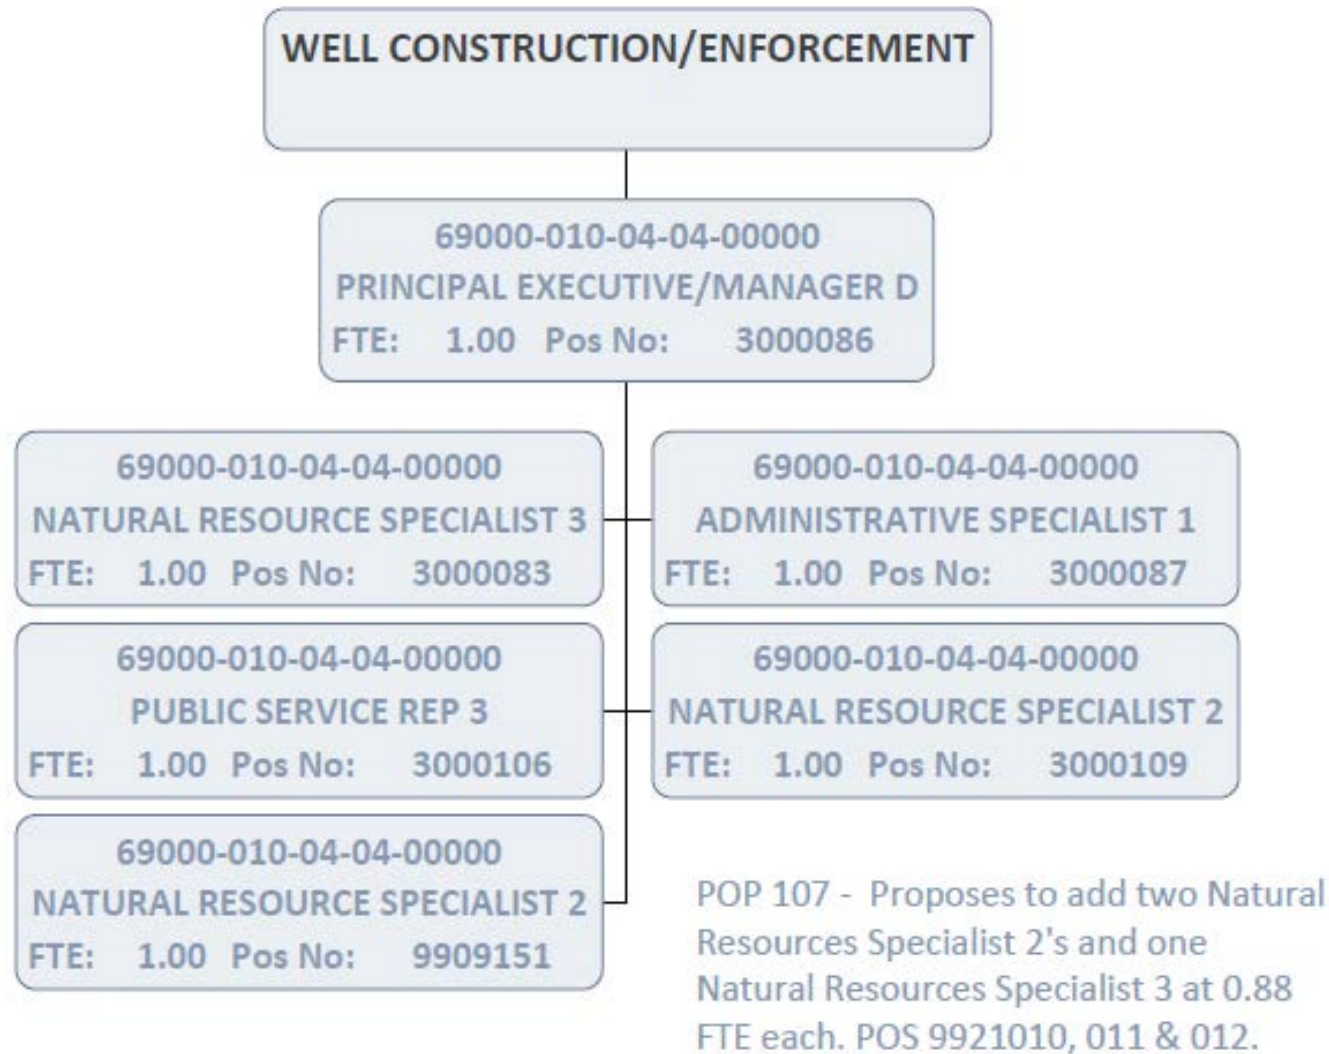 WELL CONSTRUCTION/ENFORCEMENT
69000-010-04-04-00000
PRINCIPAL EXECUTIVE/MANAGER D
FTE: 1.00 Pos No: 3000086
69000-010-04-04-00000
NATURAL RESOURCE SPECIALIST 3
FTE: 1.00 Pos No: 3000083
69000-010-04-04-00000
ADMINISTRATIVE SPECIALIST 1
FTE: 1.00 Pos No: 3000087
69000-010-04-04-00000
PUBLIC SERVICE REP 3
FTE: 1.00 Pos No: 3000106
69000-010-04-04-00000
NATURAL RESOURCE SPECIALIST 2
FTE: 1.00 Pos No: 3000109
69000-010-04-04-00000
NATURAL RESOURCE SPECIALIST 2
FTE: 1.00 Pos No: 9909151
POP 107 - Proposes to add two Natural
Resources Specialist 2's and one
Natural Resources Specialist 3 at 0.88
FTE each. POS 9921010, 011 & 012.